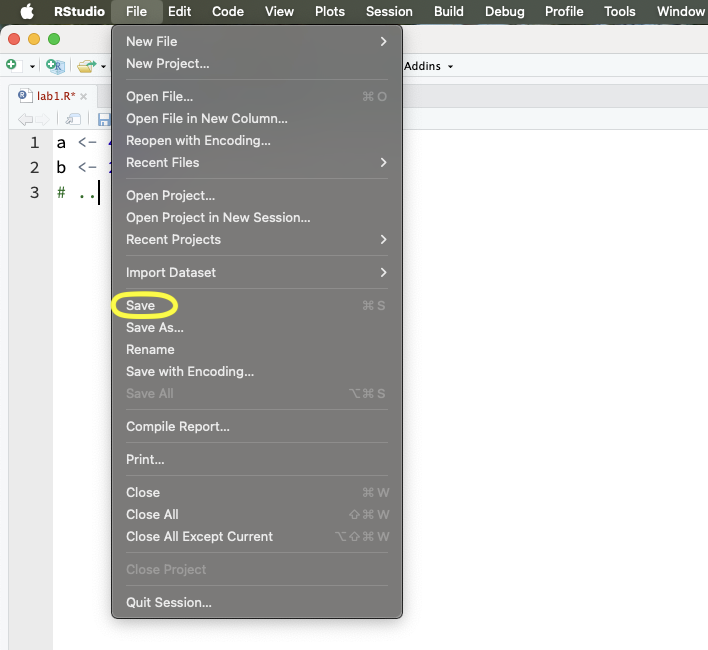 RStudio File Edit Code View Plots Session Build Debug Profile Tools Window
Addins
lab1.R*
New File
New Project...
Open File... ⌘ O
Open File in New Column...
Reopen with Encoding...
Recent Files
Open Project...
Open Project in New Session...
Recent Projects
Import Dataset
Save ⌘ S
Save As...
Rename
Save with Encoding...
Save All ⌥⌘ S
Compile Report...
Print...
Close ⌘ W
Close All ⇧⌘ W
Close All Except Current ⌥⇧⌘ W
Close Project
Quit Session...
1 a <-
2 b <-
3 # ..